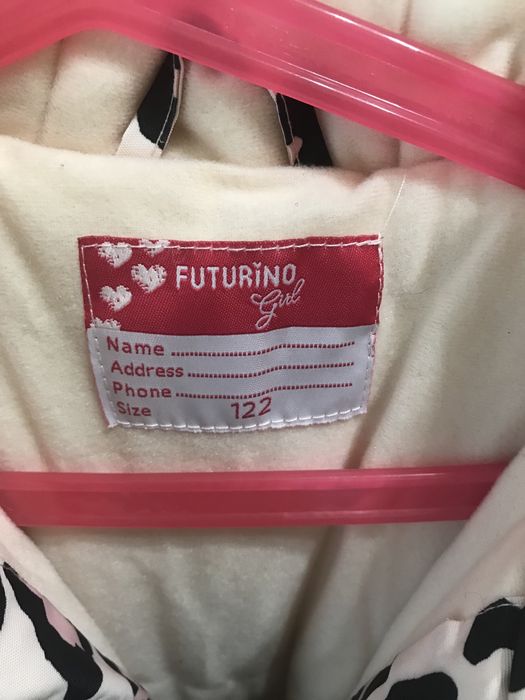 FUTURiNO
Girl
Name ....................................
Address .................................
Phone ...................................
Size 122